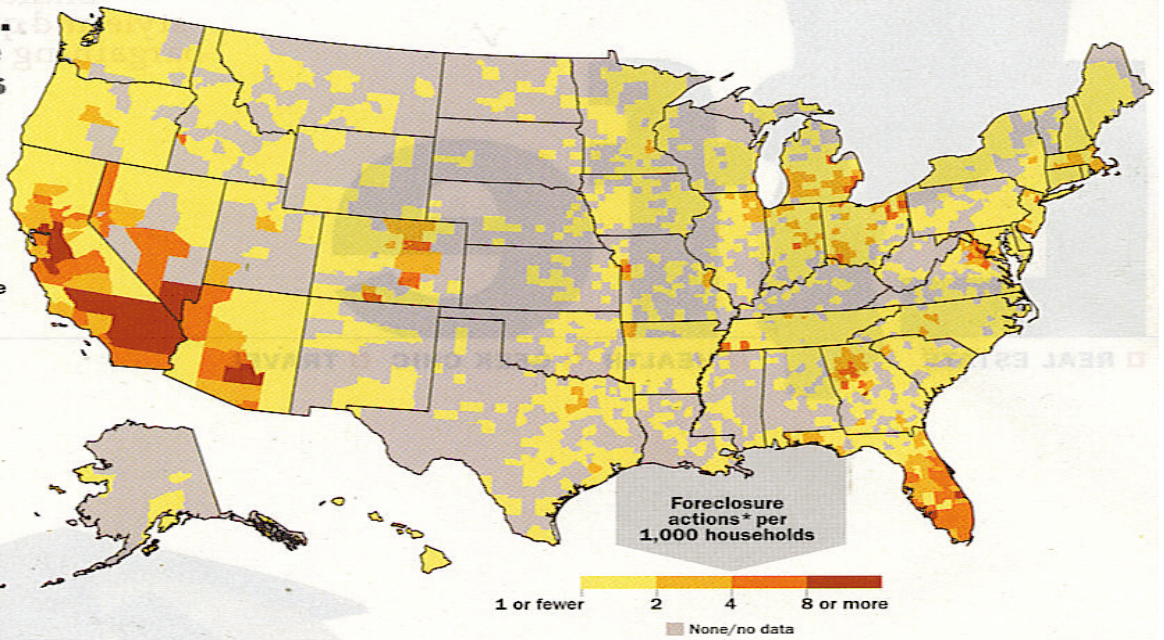 Foreclosure
actions* per
1,000 households
1 or fewer 2 4 8 or more
None/no data